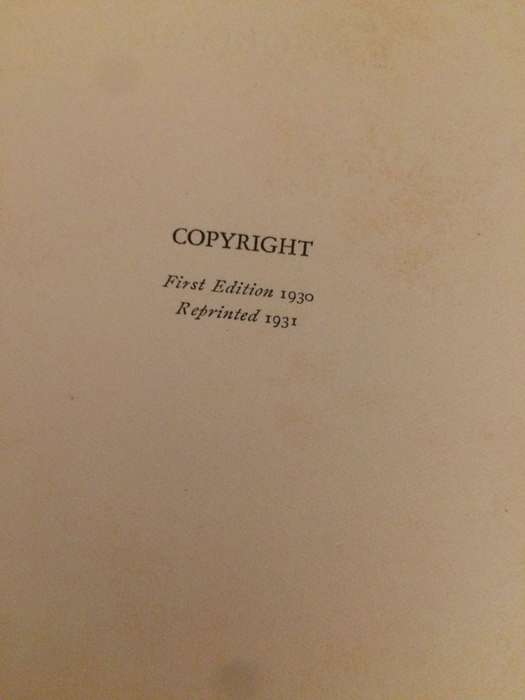 COPYRIGHT
First Edition 1930
Reprinted 1931